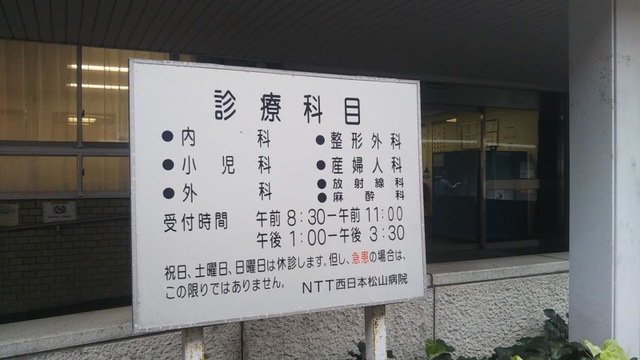 診療科目
●内科 ●整形外科
●小児科 ●産婦人科
●外科 ●放射線科
●麻酔科
受付時間 午前8:30ー午前11:00
午後1:00ー午後3:30
祝日、土曜日、日曜日は休診します。但し、急患の場合は、
この限りではありません。 NTT西日本松山病院